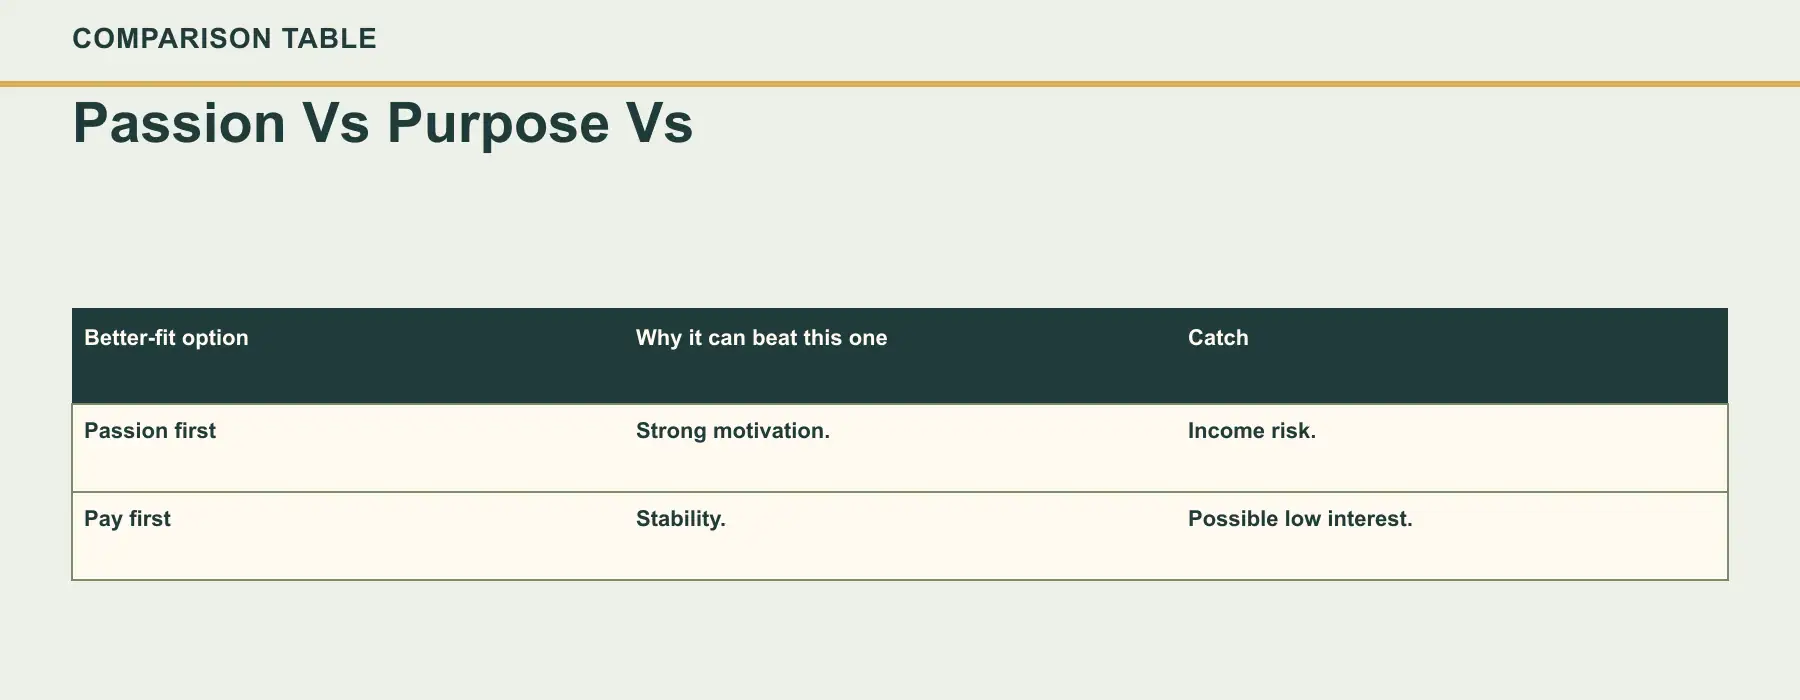 COMPARISON TABLE
Passion Vs Purpose Vs
Better-fit option Why it can beat this one Catch
Passion first Strong motivation. Income risk.
Pay first Stability. Possible low interest.